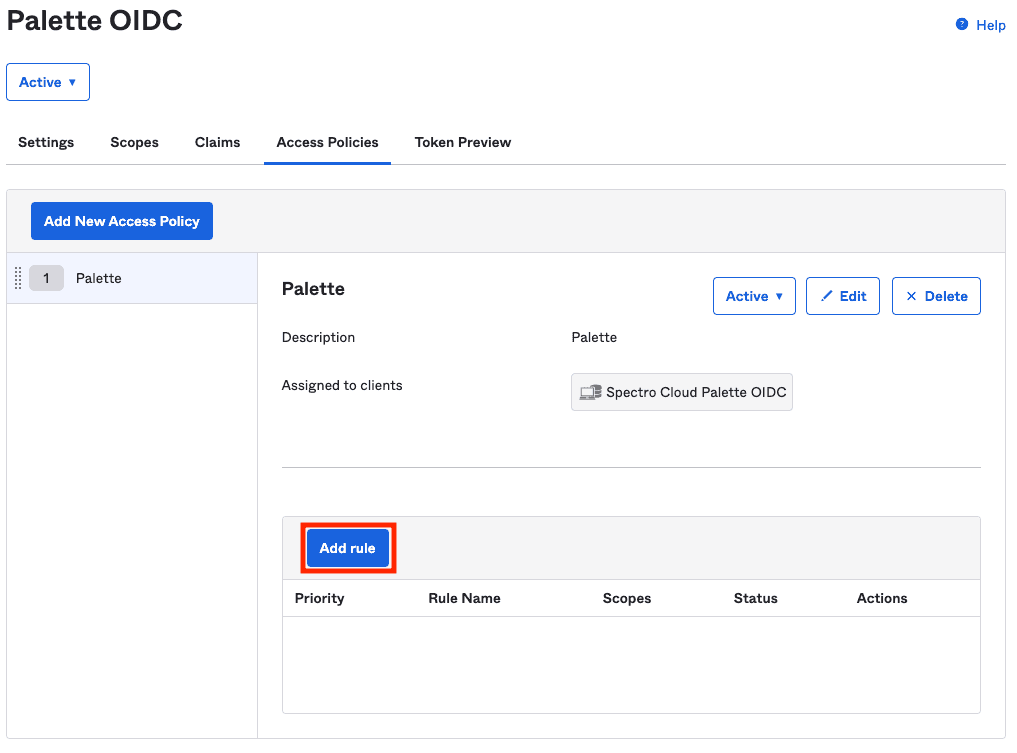 Palette OIDC
Help
Active
Settings Scopes Claims Access Policies Token Preview
Add New Access Policy
1 Palette
Palette
Active Edit Delete
Description Palette
Assigned to clients Spectro Cloud Palette OIDC
Add rule
Priority Rule Name Scopes Status Actions